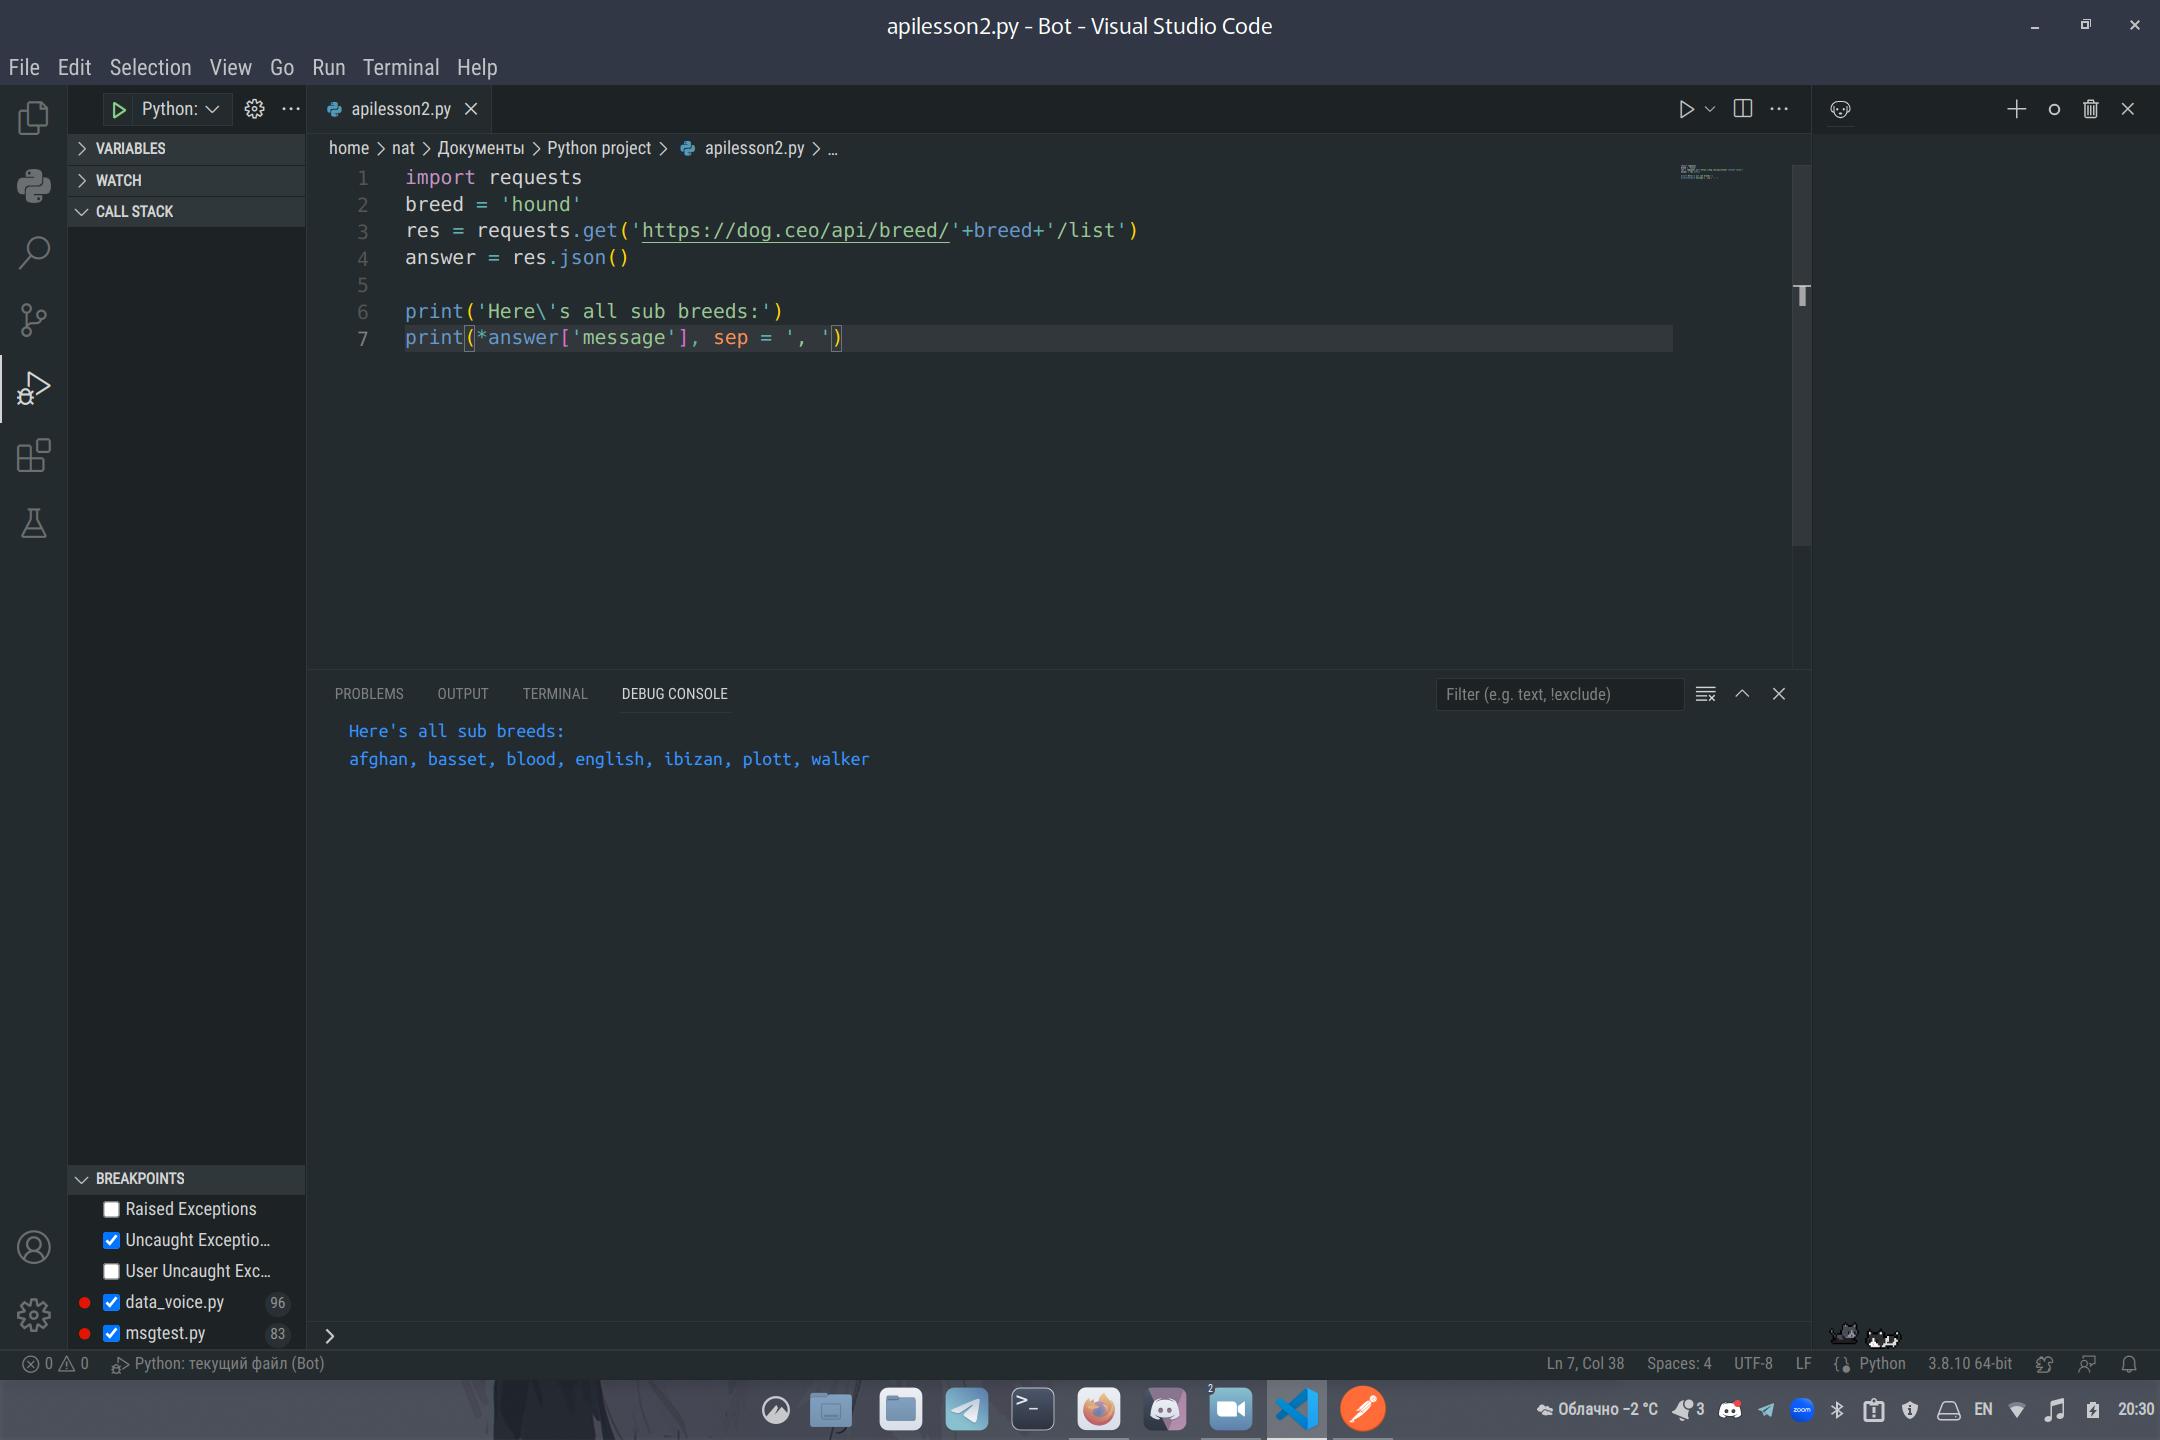 apilesson2.py - Bot - Visual Studio Code
File Edit Selection View Go Run Terminal Help
Python:
apilesson2.py
VARIABLES
WATCH
CALL STACK
home > nat > Документы > Python project > apilesson2.py > ...
1 import requests
2 breed = 'hound'
3 res = requests.get('https://dog.ceo/api/breed/'+breed+'/list')
4 answer = res.json()
5
6 print('Here\'s all sub breeds:')
7 print(*answer['message'], sep = ', ')
PROBLEMS OUTPUT TERMINAL DEBUG CONSOLE
Filter (e.g. text, !exclude)
Here's all sub breeds:
afghan, basset, blood, english, ibizan, plott, walker
BREAKPOINTS
Raised Exceptions
Uncaught Exceptio...
User Uncaught Exc...
data_voice.py 96
msgtest.py 83
0 0 Python: текущий файл (Bot)
Ln 7, Col 38 Spaces: 4 UTF-8 LF Python 3.8.10 64-bit
2
Облачно -2 °C 3 zoom EN 20:30